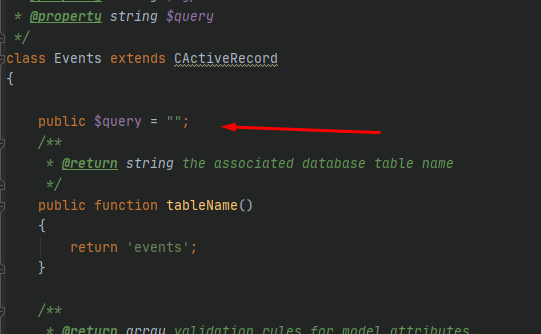 * @property string $query
*/
class Events extends CActiveRecord
{
public $query = "";
/**
* @return string the associated database table name
*/
public function tableName()
{
return 'events';
}
/**
* @return array validation rules for model attributes